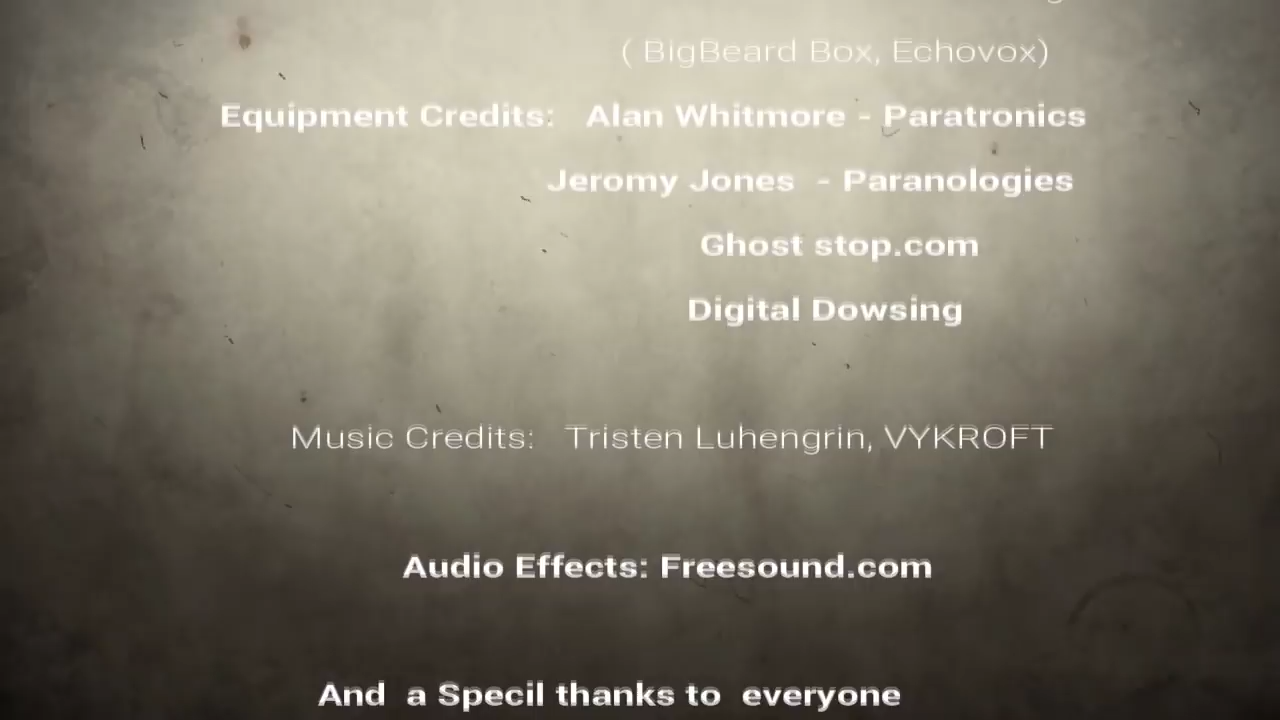 ( BigBeard Box, Echovox)
Equipment Credits: Alan Whitmore - Paratronics
Jeromy Jones - Paranologies
Ghost stop.com
Digital Dowsing
Music Credits: Tristen Luhengrin, VYKROFT
Audio Effects: Freesound.com
And a Specil thanks to everyone